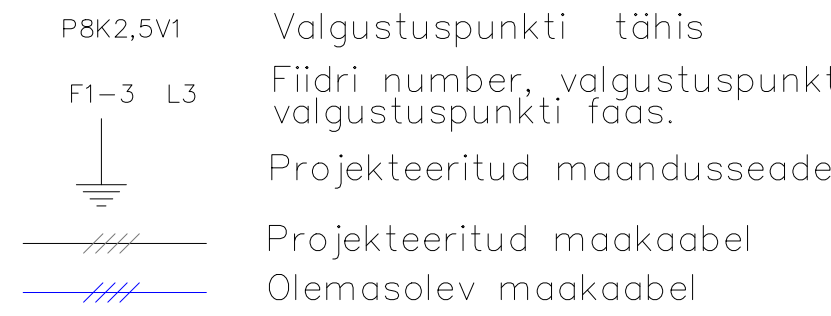 P8K2,5V1 Valgustuspunkti tähis
F1-3 L3 Fiidri number, valgustuspunkt
valgustuspunkti faas.
Projekteeritud maandusseade
Projekteeritud maakaabel
Olemasolev maakaabel